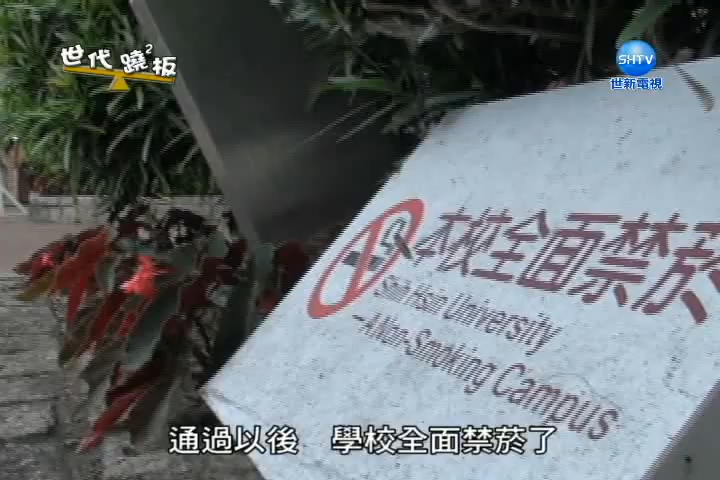 世代蹺2板
SHTV
世新電視
本校全面禁菸
Shih Hsin University
~A Non-Smoking Campus
通過以後 學校全面禁菸了